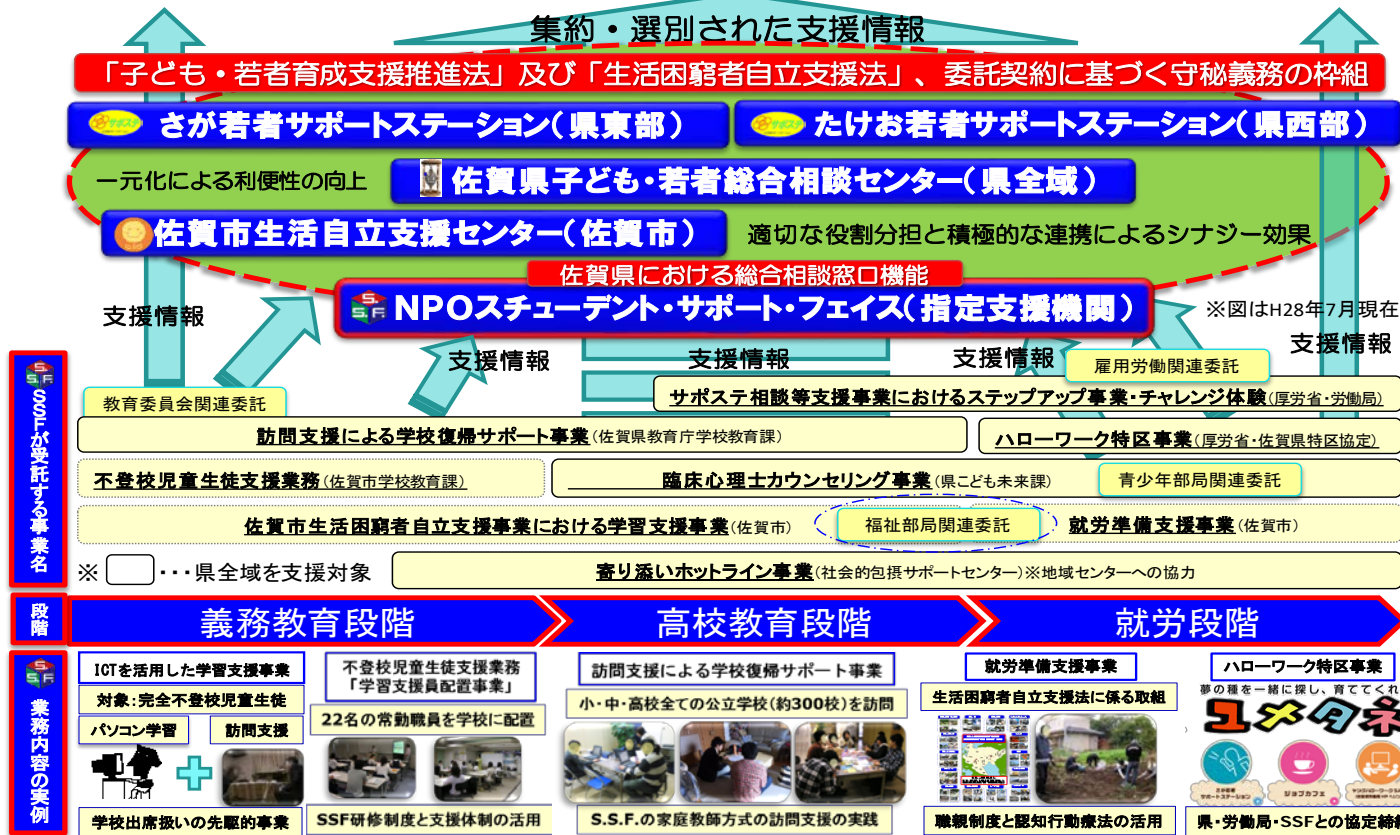 集約・選別された支援情報
「子ども・若者育成支援推進法」及び「生活困窮者自立支援法」、委託契約に基づく守秘義務の枠組
サポステ さが若者サポートステーション(県東部)
サポステ たけお若者サポートステーション(県西部)
一元化による利便性の向上
佐賀県子ども・若者総合相談センター(県全域)
佐賀市生活自立支援センター(佐賀市)
適切な役割分担と積極的な連携によるシナジー効果
佐賀県における総合相談窓口機能
S.S.F. NPOスチューデント・サポート・フェイス(指定支援機関)
※図はH28年7月現在
支援情報
支援情報
支援情報
支援情報
支援情報
雇用労働関連委託
教育委員会関連委託
S.S.F.
SSFが受託する事業名
サポステ相談等支援事業におけるステップアップ事業・チャレンジ体験(厚労省・労働局)
訪問支援による学校復帰サポート事業(佐賀県教育庁学校教育課)
ハローワーク特区事業(厚労省・佐賀県特区協定)
不登校児童生徒支援業務(佐賀市学校教育課)
臨床心理士カウンセリング事業(県こども未来課)
青少年部局関連委託
佐賀市生活困窮者自立支援事業における学習支援事業(佐賀市)
福祉部局関連委託
就労準備支援事業(佐賀市)
※ ・・・県全域を支援対象
寄り添いホットライン事業(社会的包摂サポートセンター)※地域センターへの協力
段階
義務教育段階
高校教育段階
就労段階
S.S.F.
業務内容の実例
ICTを活用した学習支援事業
対象:完全不登校児童生徒
パソコン学習
訪問支援
学校出席扱いの先駆的事業
不登校児童生徒支援業務
「学習支援員配置事業」
22名の常勤職員を学校に配置
SSF研修制度と支援体制の活用
訪問支援による学校復帰サポート事業
小・中・高校全ての公立学校(約300校)を訪問
S.S.F.の家庭教師方式の訪問支援の実践
就労準備支援事業
生活困窮者自立支援法に係る取組
職親制度と認知行動療法の活用
ハローワーク特区事業
夢の種を一緒に探し、育ててくれ
ユメタネ
さが若者
サポートステーション
ジョブカフェ
県・労働局・SSFとの協定締